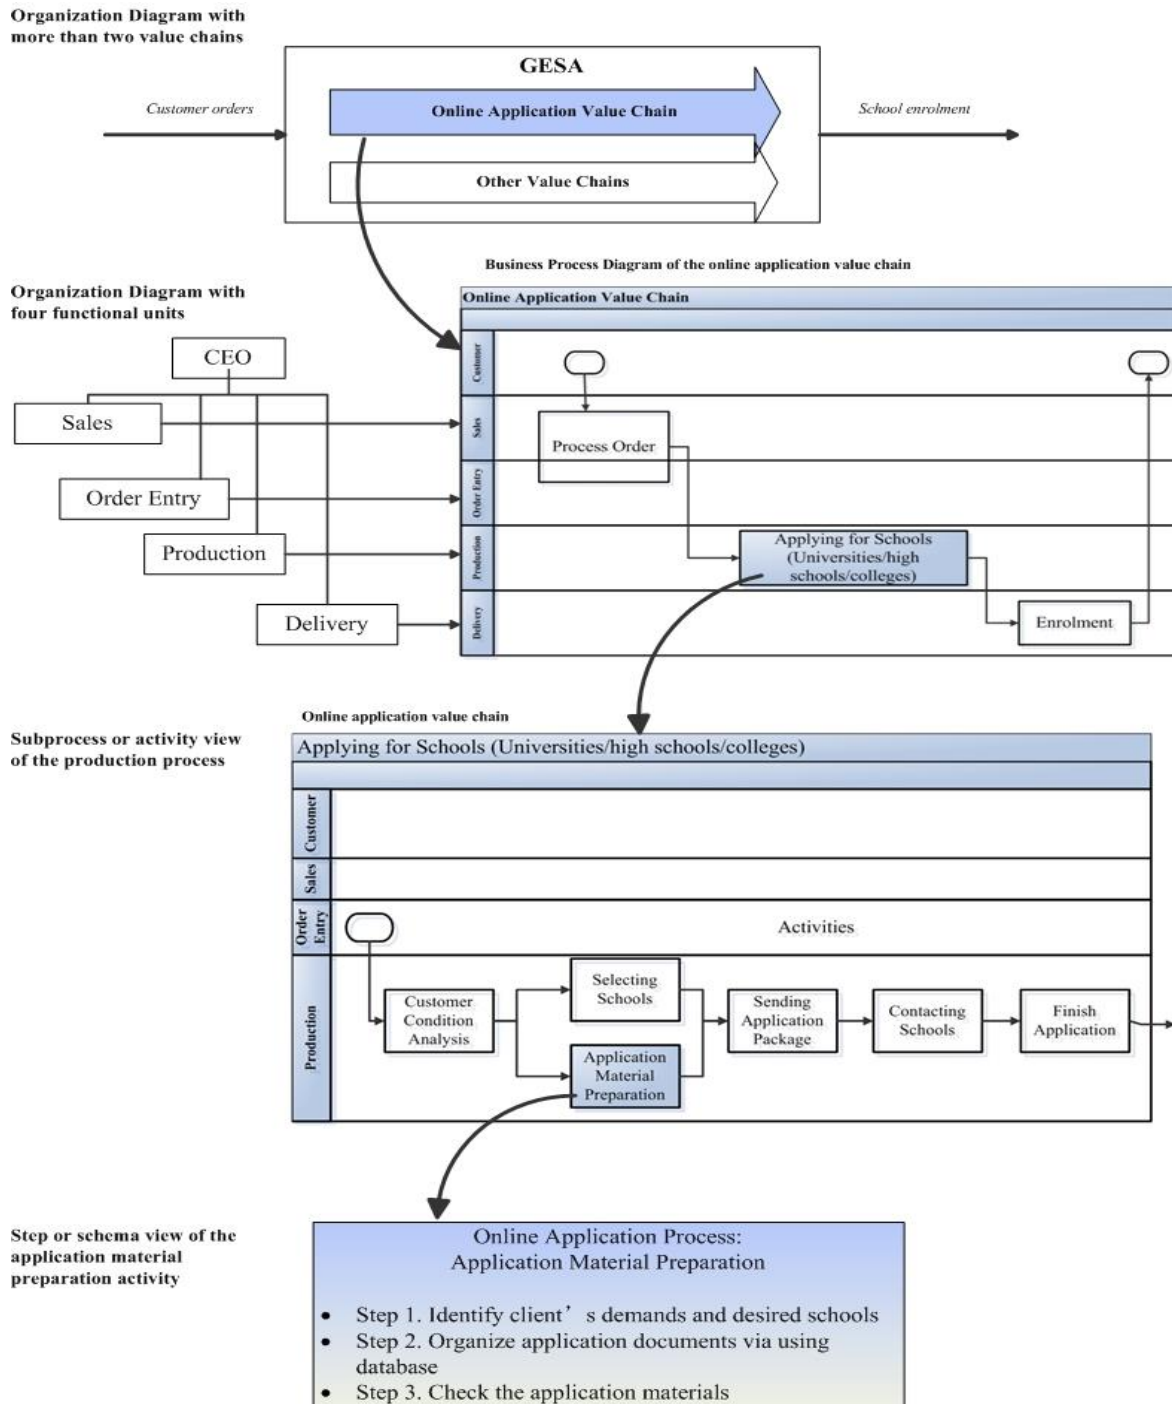 Organization Diagram with
more than two value chains
GESA
Customer orders
Online Application Value Chain
School enrolment
Other Value Chains
Business Process Diagram of the online application value chain
Organization Diagram with
four functional units
Online Application Value Chain
CEO
Sales
Order Entry
Production
Delivery
Customer
Sales
Order Entry
Production
Delivery
Process Order
Applying for Schools
(Universities/high
schools/colleges)
Enrolment
Online application value chain
Subprocess or activity view
of the production process
Applying for Schools (Universities/high schools/colleges)
Customer
Sales
Order
Entry
Production
Activities
Customer
Condition
Analysis
Selecting
Schools
Application
Material
Preparation
Sending
Application
Package
Contacting
Schools
Finish
Application
Step or schema view of the
application material
preparation activity
Online Application Process:
Application Material Preparation
• Step 1. Identify client’ s demands and desired schools
• Step 2. Organize application documents via using
database
• Step 3. Check the application materials